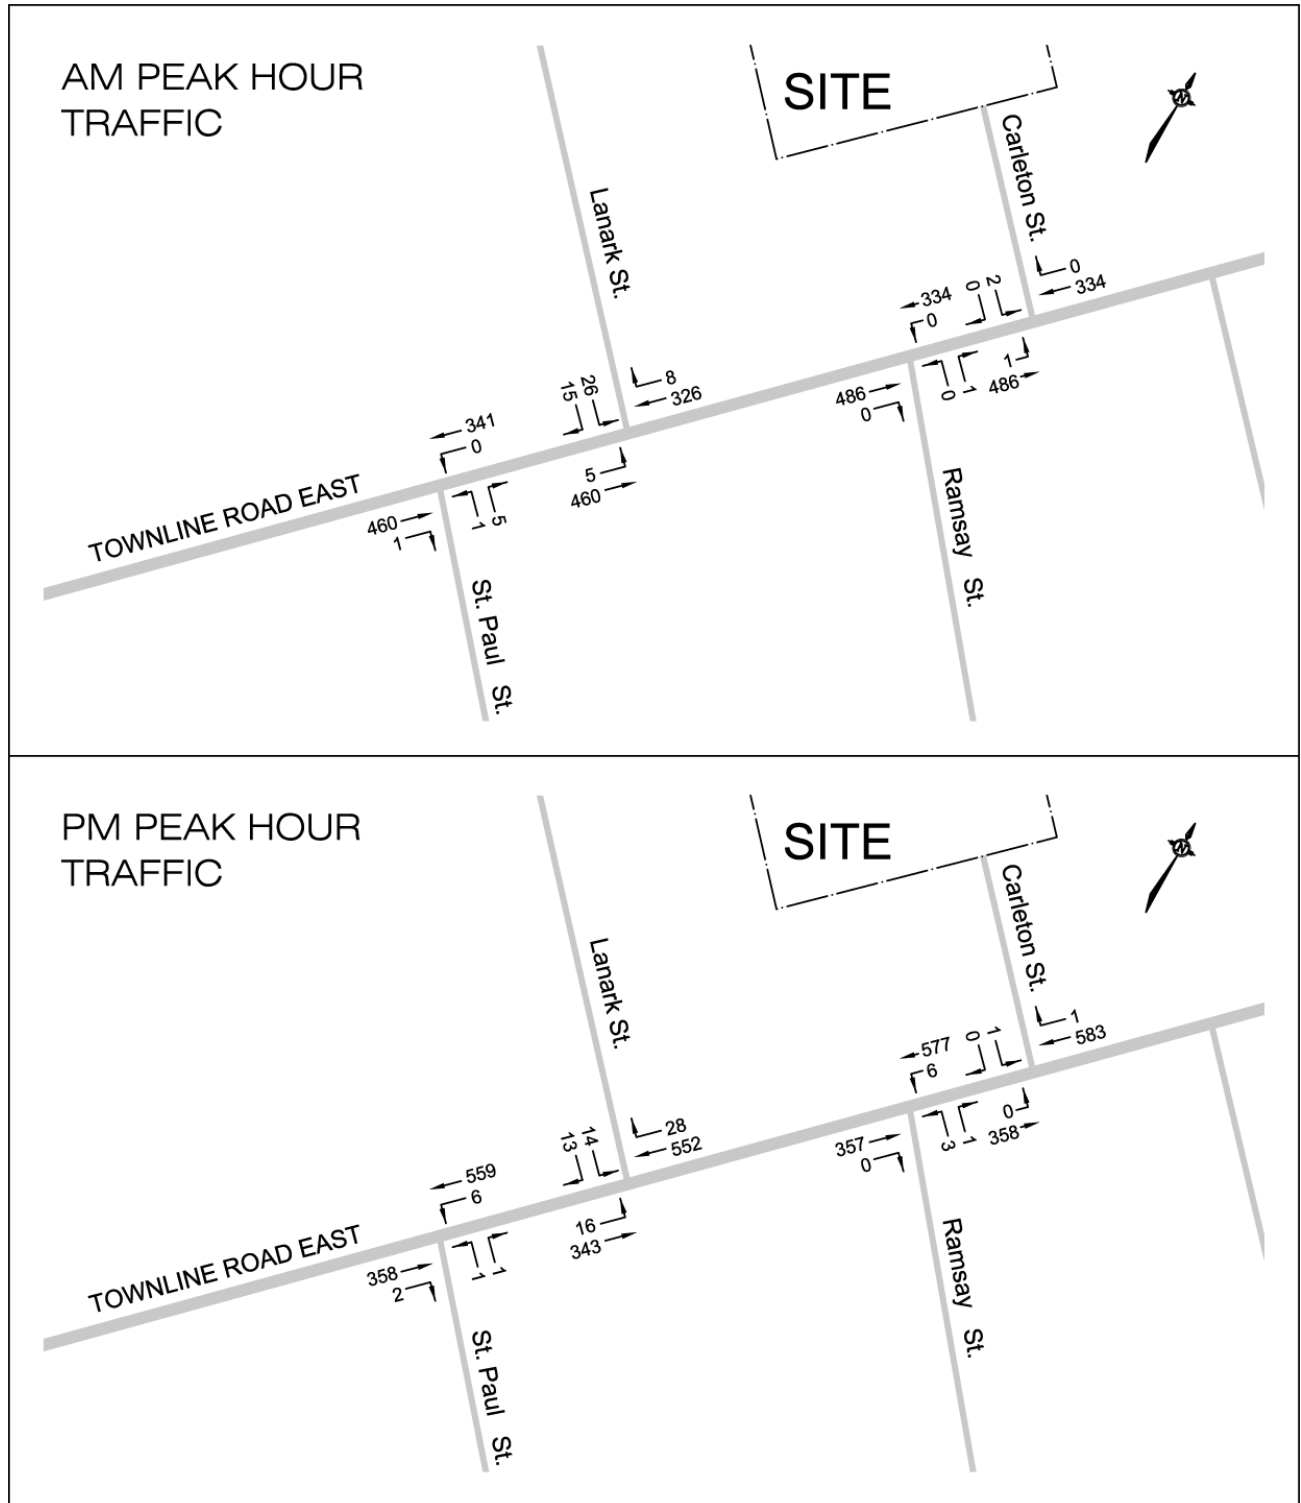 AM PEAK HOUR
TRAFFIC
SITE
N
Carleton St.
Lanark St.
0
334
334
0
0
2
1
486
486
0
0
1
8
326
26
15
341
0
5
460
460
1
1
5
TOWNLINE ROAD EAST
Ramsay St.
St. Paul St.
PM PEAK HOUR
TRAFFIC
SITE
N
Carleton St.
Lanark St.
1
583
577
6
0
1
0
358
357
0
3
1
28
552
14
13
559
6
16
343
358
2
1
1
TOWNLINE ROAD EAST
Ramsay St.
St. Paul St.